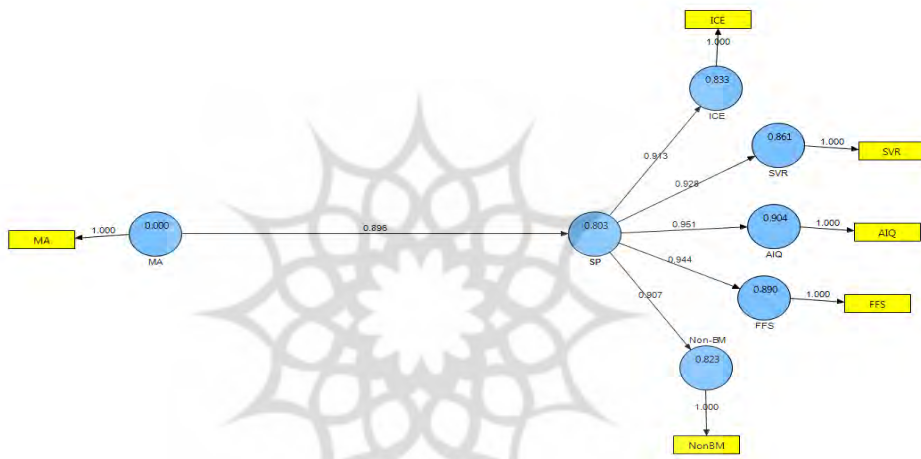 ICE
1.000
0.833
ICE
0.913
0.861
SVR
1.000
SVR
0.928
MA
1.000
0.000
MA
0.896
0.803
SP
0.951
0.904
AIQ
1.000
AIQ
0.944
0.890
FFS
1.000
FFS
0.907
Non-BM
0.823
1.000
NonBM